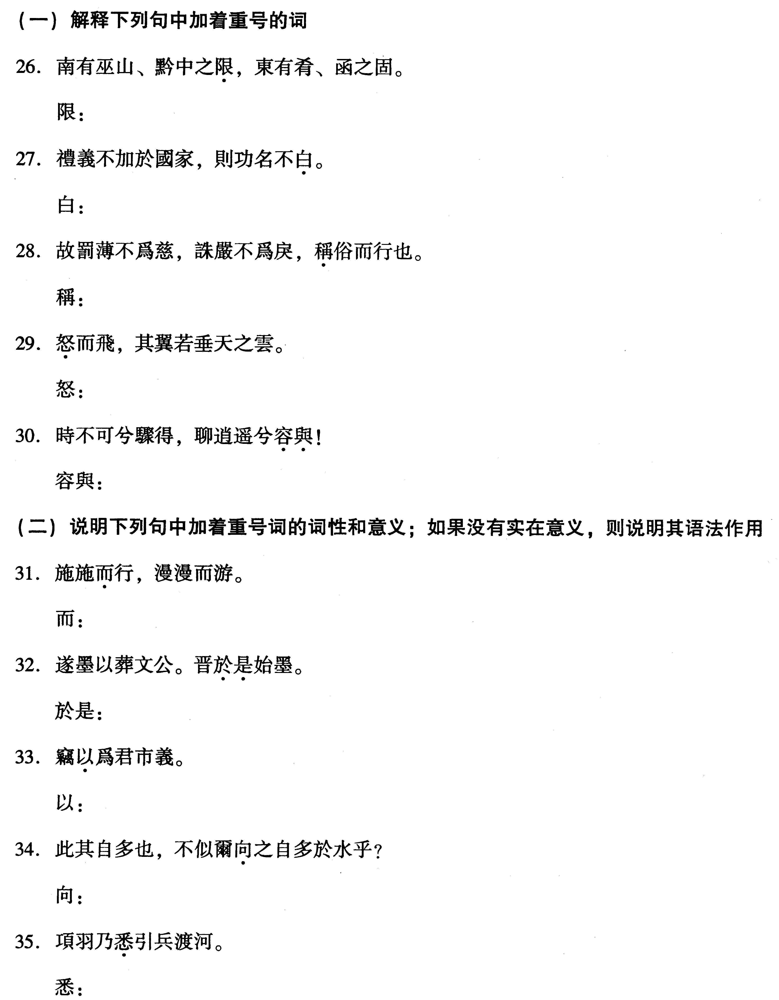 (一) 解释下列句中加着重号的词
26. 南有巫山、黔中之限，東有肴、函之固。
限：
27. 禮義不加於國家，則功名不白。
白：
28. 故罰薄不爲慈，誅嚴不爲戾，稱俗而行也。
稱：
29. 怒而飛，其翼若垂天之雲。
怒：
30. 時不可兮驟得，聊逍遥兮容與！
容與：
(二) 说明下列句中加着重号词的词性和意义；如果没有实在意义，则说明其语法作用
31. 施施而行，漫漫而游。
而：
32. 遂墨以葬文公。晋於是始墨。
於是：
33. 竊以爲君市義。
以：
34. 此其自多也，不似爾向之自多於水乎？
向：
35. 項羽乃悉引兵渡河。
悉：